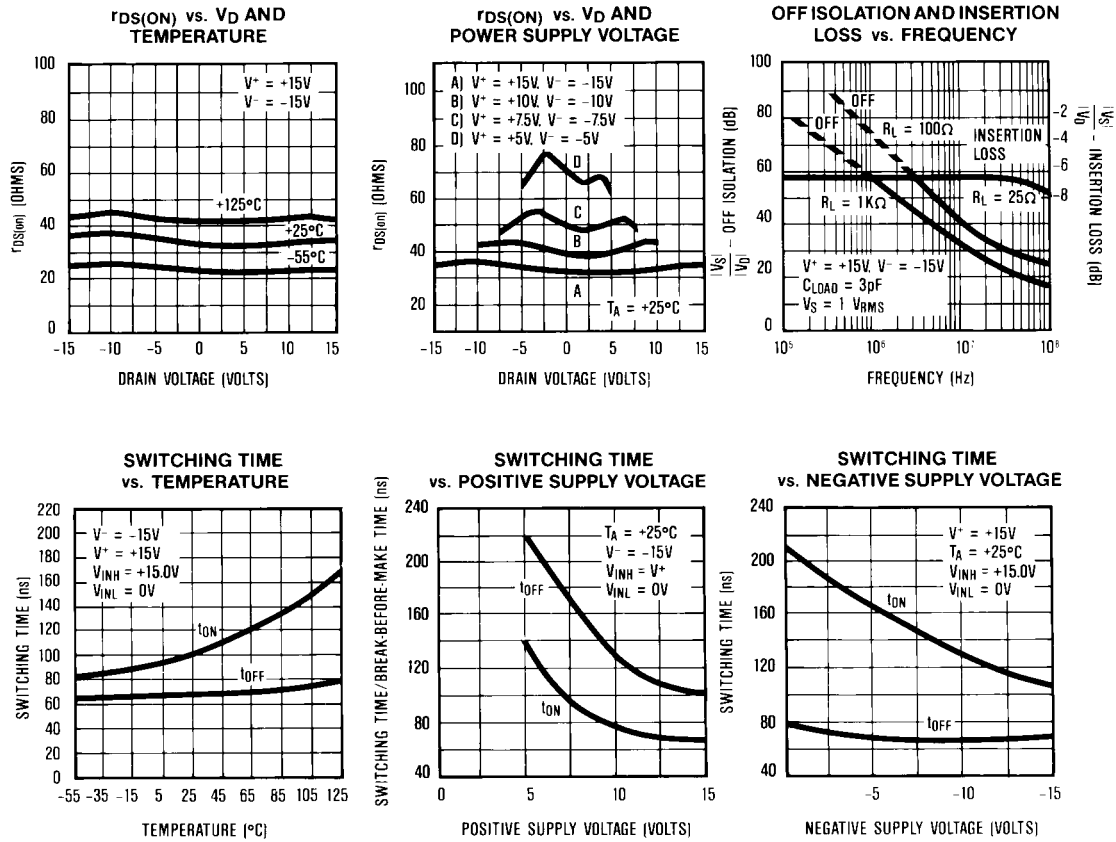 rDS(ON) vs. VD AND
TEMPERATURE
100
80
60
40
20
0
rDS(on) (OHMS)
V+ = +15V
V− = −15V
+125°C
+25°C
−55°C
−15 −10 −5 0 5 10 15
DRAIN VOLTAGE (VOLTS)
rDS(ON) vs. VD AND
POWER SUPPLY VOLTAGE
100
80
60
40
20
10
rDS(on) (OHMS)
A) V+ = +15V, V− = −15V
B) V+ = +10V, V− = −10V
C) V+ = +7.5V, V− = −7.5V
D) V+ = +5V, V− = −5V
D
C
B
A
TA = +25°C
−15 −10 −5 0 5 10 15
DRAIN VOLTAGE (VOLTS)
OFF ISOLATION AND INSERTION
LOSS vs. FREQUENCY
100
80
60
40
20
0
|VS|/|VD| − OFF ISOLATION (dB)
OFF
OFF
RL = 100Ω
INSERTION
LOSS
RL = 1KΩ
RL = 25Ω
V+ = +15V, V− = −15V
CLOAD = 3pF
VS = 1 VRMS
−2
−4
−6
−8
|VS|/|VD| − INSERTION LOSS (dB)
10⁵ 10⁶ 10⁷ 10⁸
FREQUENCY (Hz)
SWITCHING TIME
vs. TEMPERATURE
220
200
180
160
140
120
100
80
60
40
20
0
SWITCHING TIME (ns)
V− = −15V
V+ = +15V
VINH = +15.0V
VINL = 0V
tON
tOFF
−55 −35 −15 5 25 45 65 85 105 125
TEMPERATURE (°C)
SWITCHING TIME
vs. POSITIVE SUPPLY VOLTAGE
240
200
160
120
80
40
SWITCHING TIME/BREAK-BEFORE-MAKE TIME (ns)
TA = +25°C
V− = −15V
VINH = V+
VINL = 0V
tOFF
tON
0 5 10 15
POSITIVE SUPPLY VOLTAGE (VOLTS)
SWITCHING TIME
vs. NEGATIVE SUPPLY VOLTAGE
240
200
160
120
80
40
SWITCHING TIME (ns)
V+ = +15V
TA = +25°C
VINH = +15.0V
VINL = 0V
tON
tOFF
−5 −10 −15
NEGATIVE SUPPLY VOLTAGE (VOLTS)